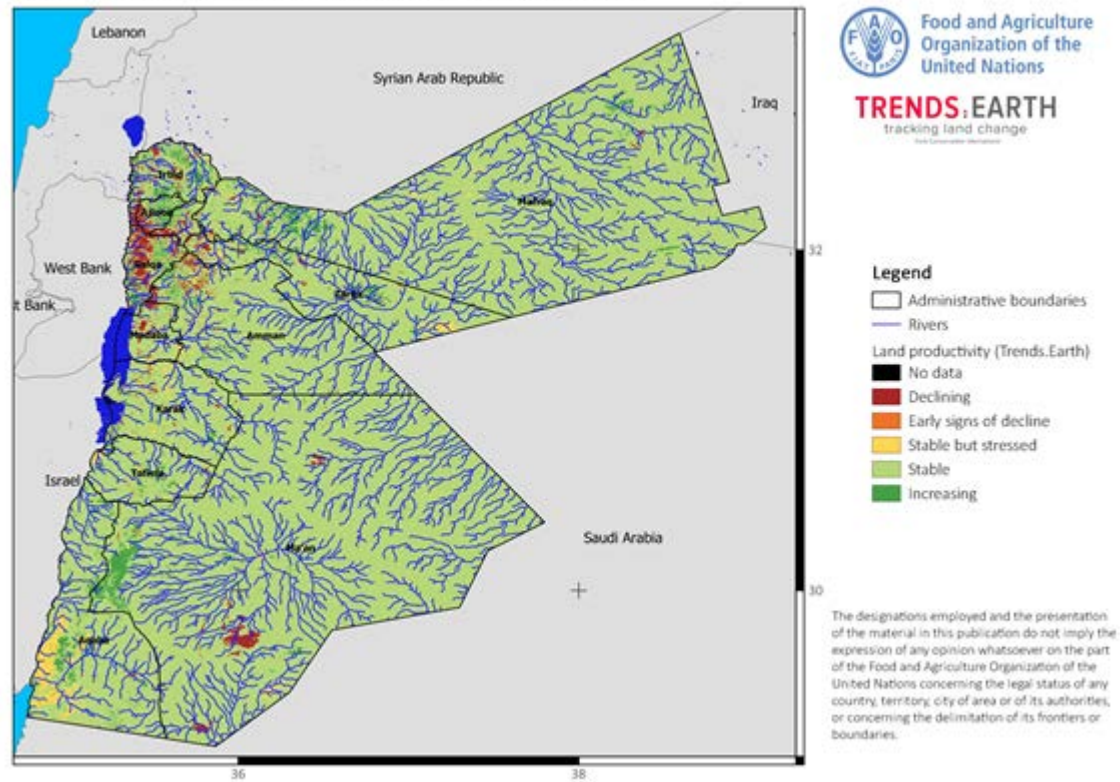 Lebanon
Syrian Arab Republic
Iraq
Irbid
Ajloun
Mafraq
32
West Bank
Balqa
Zarqa
t Bank
Madaba
Amman
Karak
Israel
Tafiela
Saudi Arabia
Ma'an
30
Aqaba
36
38
FAO
FIAT PANIS
Food and Agriculture
Organization of the
United Nations
TRENDS.EARTH
tracking land change
Legend
Administrative boundaries
Rivers
Land productivity (Trends.Earth)
No data
Declining
Early signs of decline
Stable but stressed
Stable
Increasing
The designations employed and the presentation
of the material in this publication do not imply the
expression of any opinion whatsoever on the part
of the Food and Agriculture Organization of the
United Nations concerning the legal status of any
country, territory, city of area or of its authorities,
or concerning the delimitation of its frontiers or
boundaries.